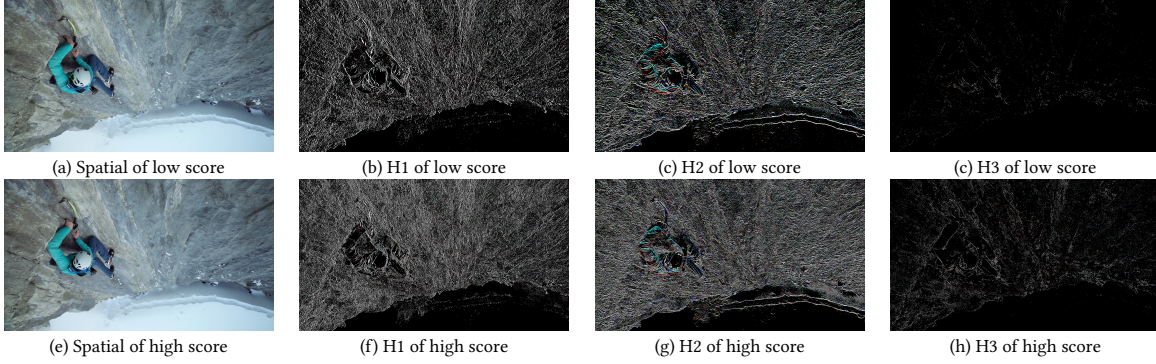 (a) Spatial of low score
(b) H1 of low score
(c) H2 of low score
(c) H3 of low score
(e) Spatial of high score
(f) H1 of high score
(g) H2 of high score
(h) H3 of high score